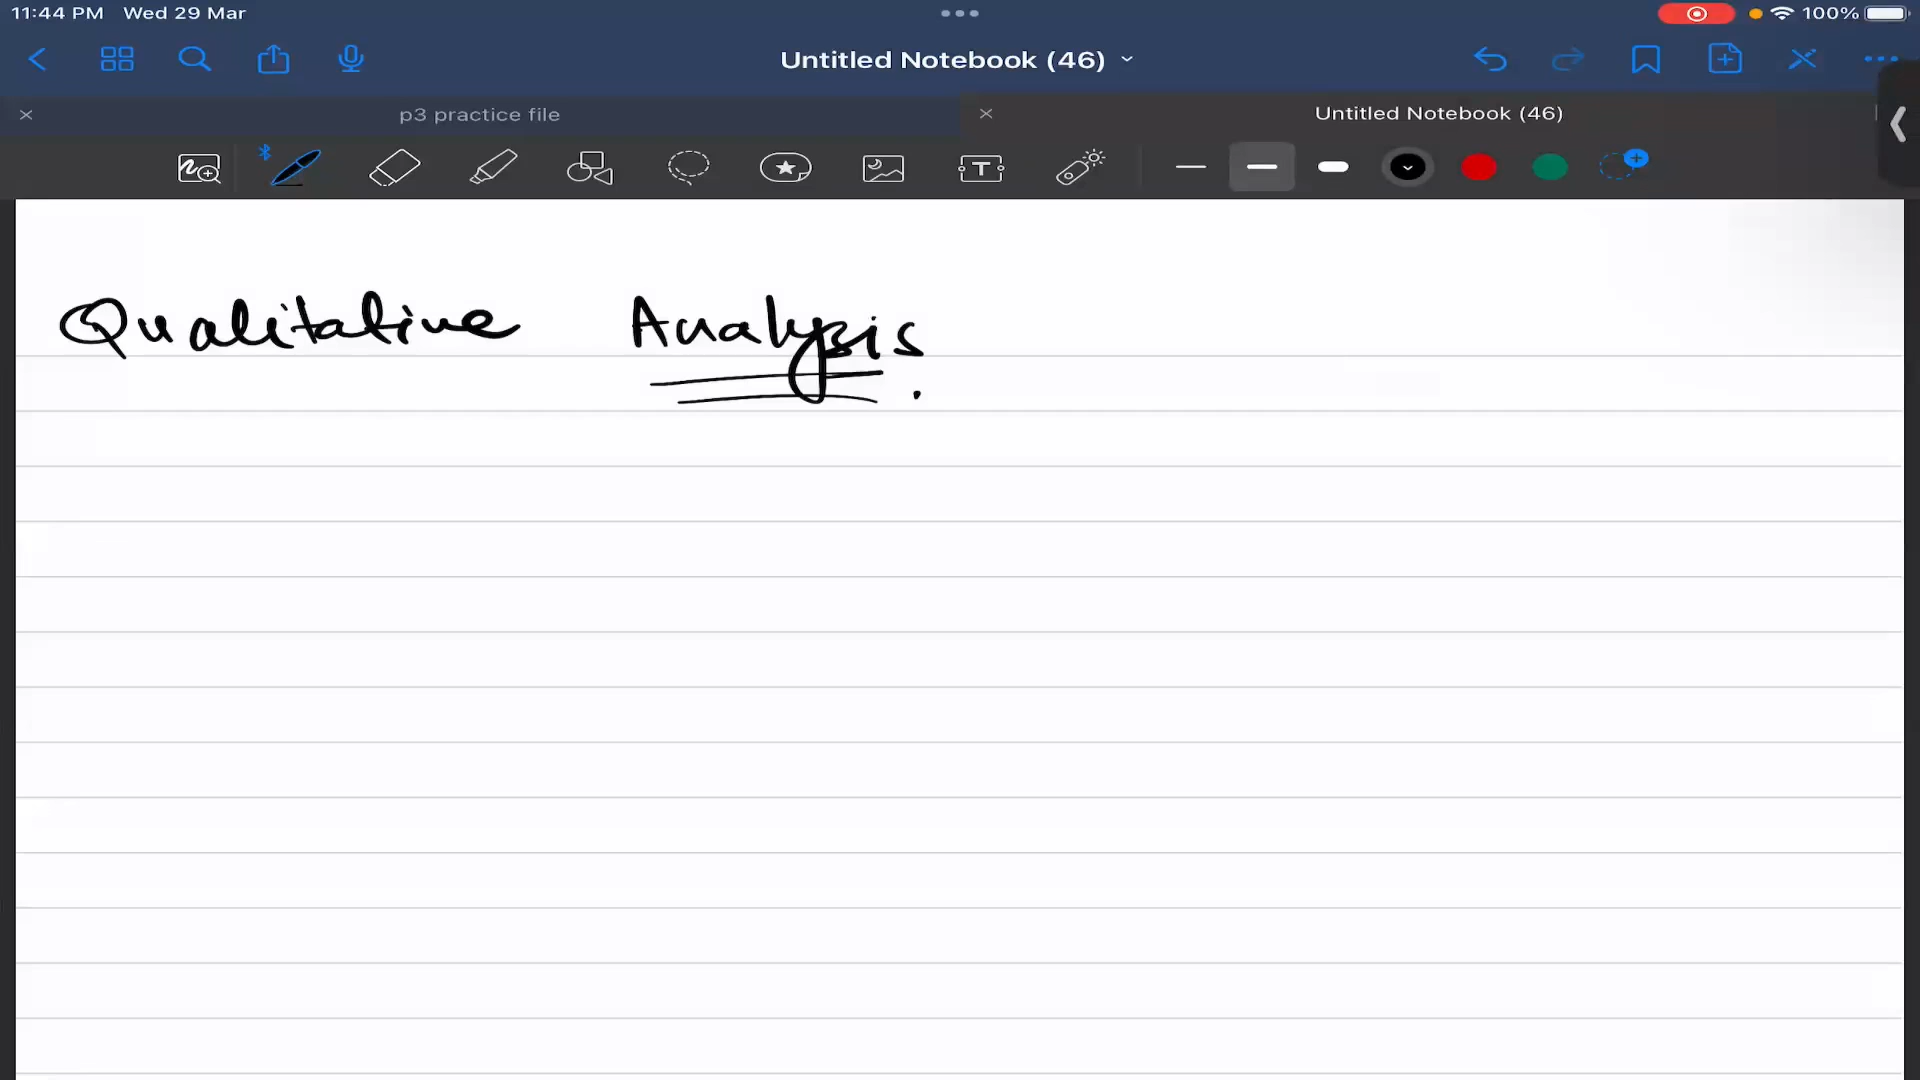 11:44 PM Wed 29 Mar
100%
Untitled Notebook (46)
p3 practice file
Untitled Notebook (46)
Qualitative Analysis.